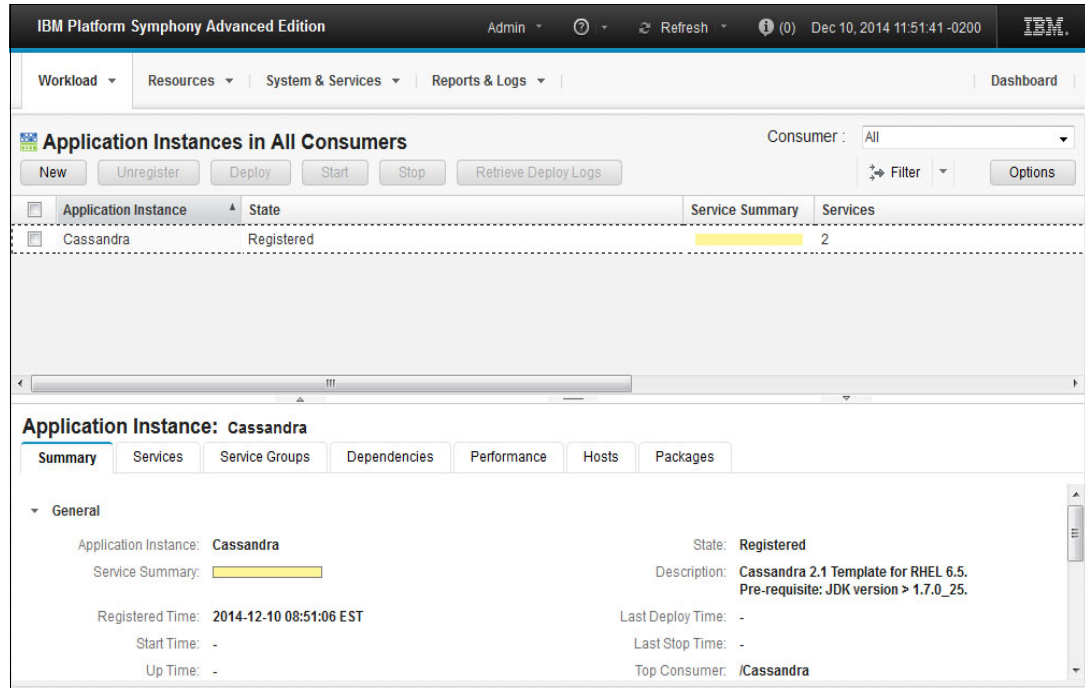 IBM Platform Symphony Advanced Edition Admin Refresh (0) Dec 10, 2014 11:51:41 -0200 IBM.
Workload Resources System & Services Reports & Logs Dashboard
Application Instances in All Consumers Consumer : All
New Unregister Deploy Start Stop Retrieve Deploy Logs Filter Options
Application Instance State Service Summary Services
Cassandra Registered 2
Application Instance: Cassandra
Summary Services Service Groups Dependencies Performance Hosts Packages
General
Application Instance: Cassandra State: Registered
Service Summary: Description: Cassandra 2.1 Template for RHEL 6.5.
Pre-requisite: JDK version > 1.7.0_25.
Registered Time: 2014-12-10 08:51:06 EST Last Deploy Time: -
Start Time: - Last Stop Time: -
Up Time: - Top Consumer: /Cassandra